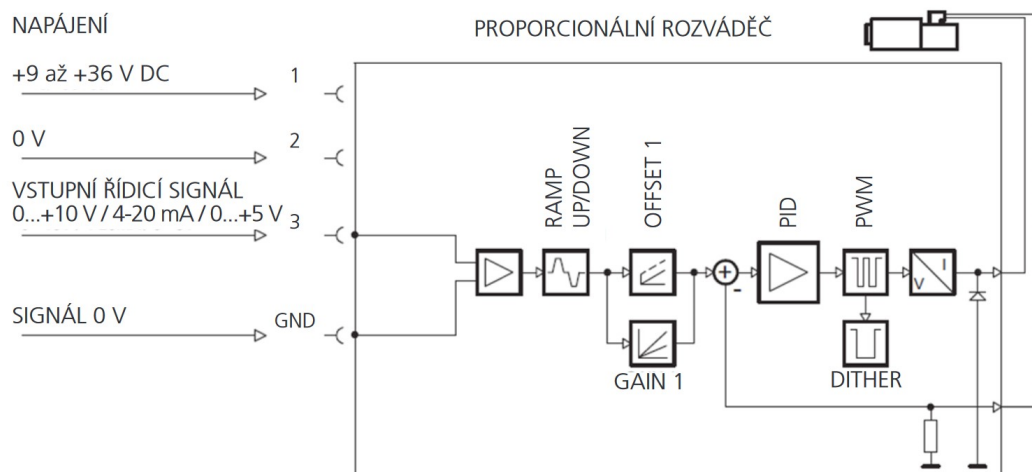 NAPÁJENÍ
PROPORCIONÁLNÍ ROZVÁDĚČ
+9 až +36 V DC
1
0 V
2
VSTUPNÍ ŘÍDICÍ SIGNÁL
0...+10 V / 4-20 mA / 0...+5 V
3
SIGNÁL 0 V
GND
RAMP
UP/DOWN
OFFSET 1
GAIN 1
+
-
PID
PWM
DITHER
V
I